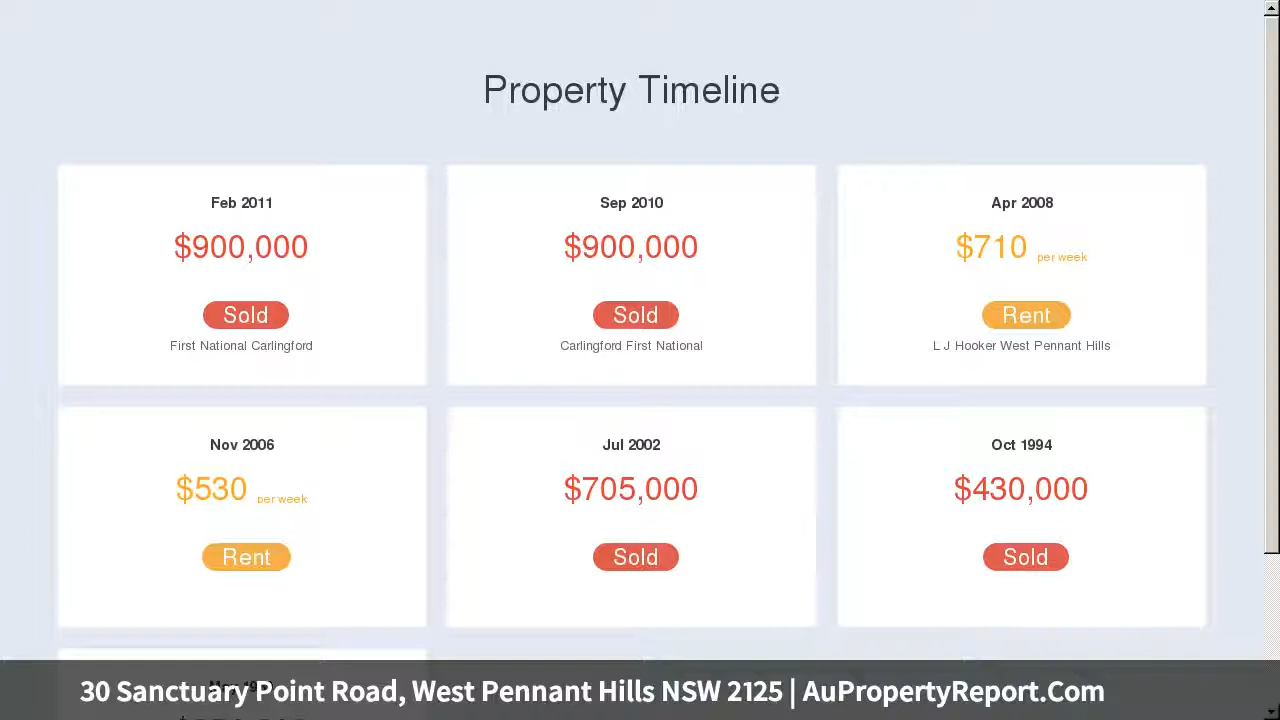 Property Timeline
Feb 2011
$900,000
Sold
First National Carlingford
Sep 2010
$900,000
Sold
Carlingford First National
Apr 2008
$710 per week
Rent
L J Hooker West Pennant Hills
Nov 2006
$530 per week
Rent
Jul 2002
$705,000
Sold
Oct 1994
$430,000
Sold
30 Sanctuary Point Road, West Pennant Hills NSW 2125 | AuPropertyReport.Com